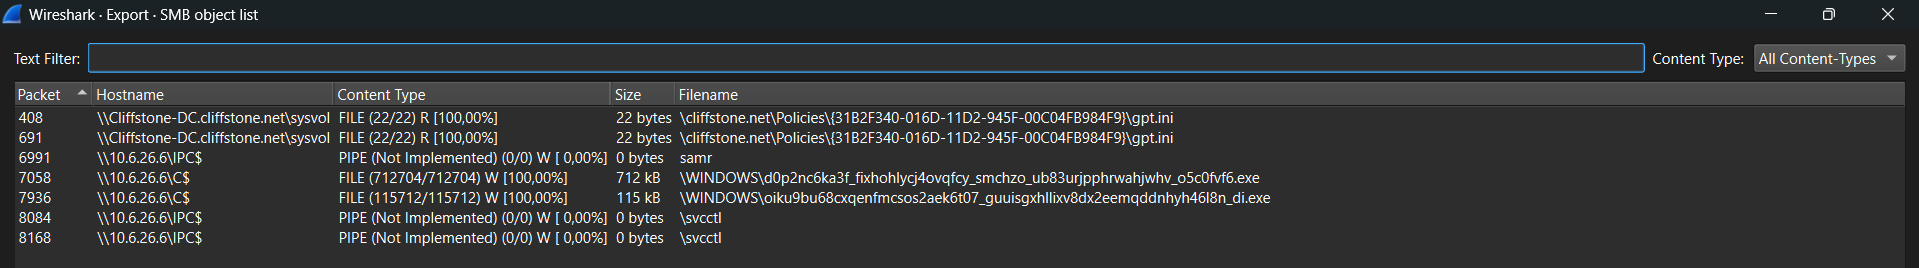 Wireshark · Export · SMB object list
Text Filter: Content Type: All Content-Types
Packet Hostname Content Type Size Filename
408 \\Cliffstone-DC.cliffstone.net\sysvol FILE (22/22) R [100,00%] 22 bytes \cliffstone.net\Policies\{31B2F340-016D-11D2-945F-00C04FB984F9}\gpt.ini
691 \\Cliffstone-DC.cliffstone.net\sysvol FILE (22/22) R [100,00%] 22 bytes \cliffstone.net\Policies\{31B2F340-016D-11D2-945F-00C04FB984F9}\gpt.ini
6991 \\10.6.26.6\IPC$ PIPE (Not Implemented) (0/0) W [ 0,00%] 0 bytes samr
7058 \\10.6.26.6\C$ FILE (712704/712704) W [100,00%] 712 kB \WINDOWS\d0p2nc6ka3f_fixhohlycj4ovqfcy_smchzo_ub83urjpphrwahjwhv_o5c0fvf6.exe
7936 \\10.6.26.6\C$ FILE (115712/115712) W [100,00%] 115 kB \WINDOWS\oiku9bu68cxqenfmcsos2aek6t07_guuisgxhllixv8dx2eemqddnhyh46l8n_di.exe
8084 \\10.6.26.6\IPC$ PIPE (Not Implemented) (0/0) W [ 0,00%] 0 bytes \svcctl
8168 \\10.6.26.6\IPC$ PIPE (Not Implemented) (0/0) W [ 0,00%] 0 bytes \svcctl